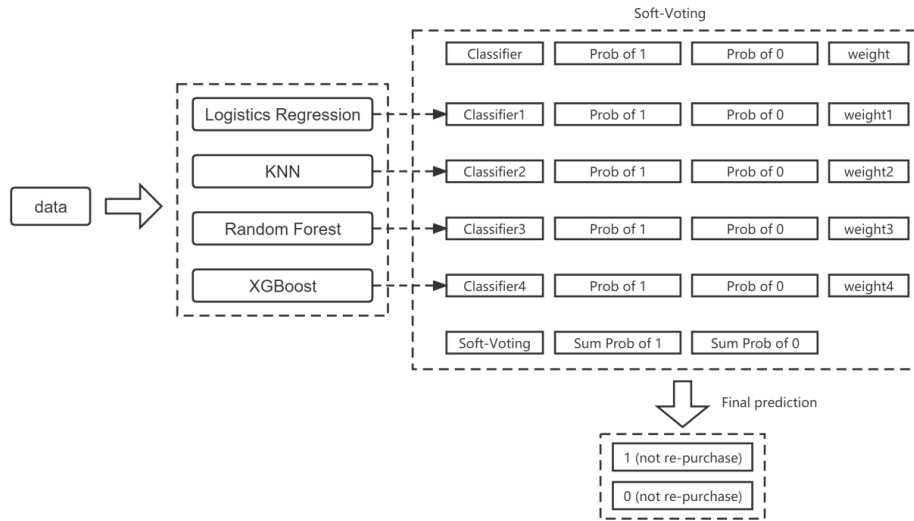 Soft-Voting
Classifier Prob of 1 Prob of 0 weight
Logistics Regression Classifier1 Prob of 1 Prob of 0 weight1
KNN Classifier2 Prob of 1 Prob of 0 weight2
data
Random Forest Classifier3 Prob of 1 Prob of 0 weight3
XGBoost Classifier4 Prob of 1 Prob of 0 weight4
Soft-Voting Sum Prob of 1 Sum Prob of 0
Final prediction
1 (not re-purchase)
0 (not re-purchase)